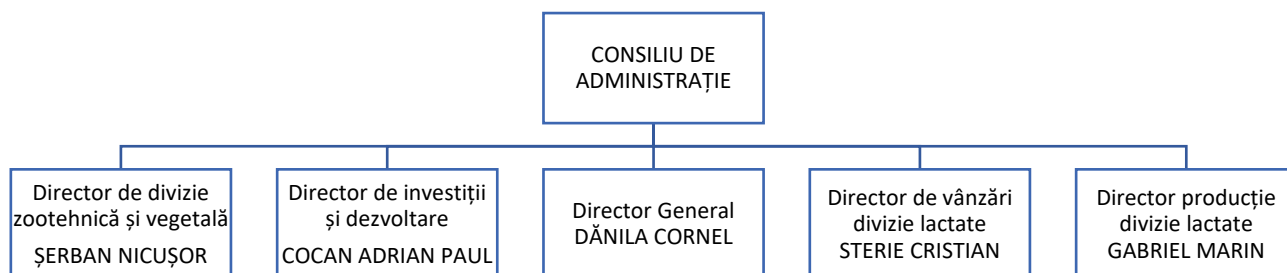 CONSILIU DE
ADMINISTRAȚIE
Director de divizie
zootehnică și vegetală
ȘERBAN NICUȘOR
Director de investiții
și dezvoltare
COCAN ADRIAN PAUL
Director General
DĂNILA CORNEL
Director de vânzări
divizie lactate
STERIE CRISTIAN
Director producție
divizie lactate
GABRIEL MARIN